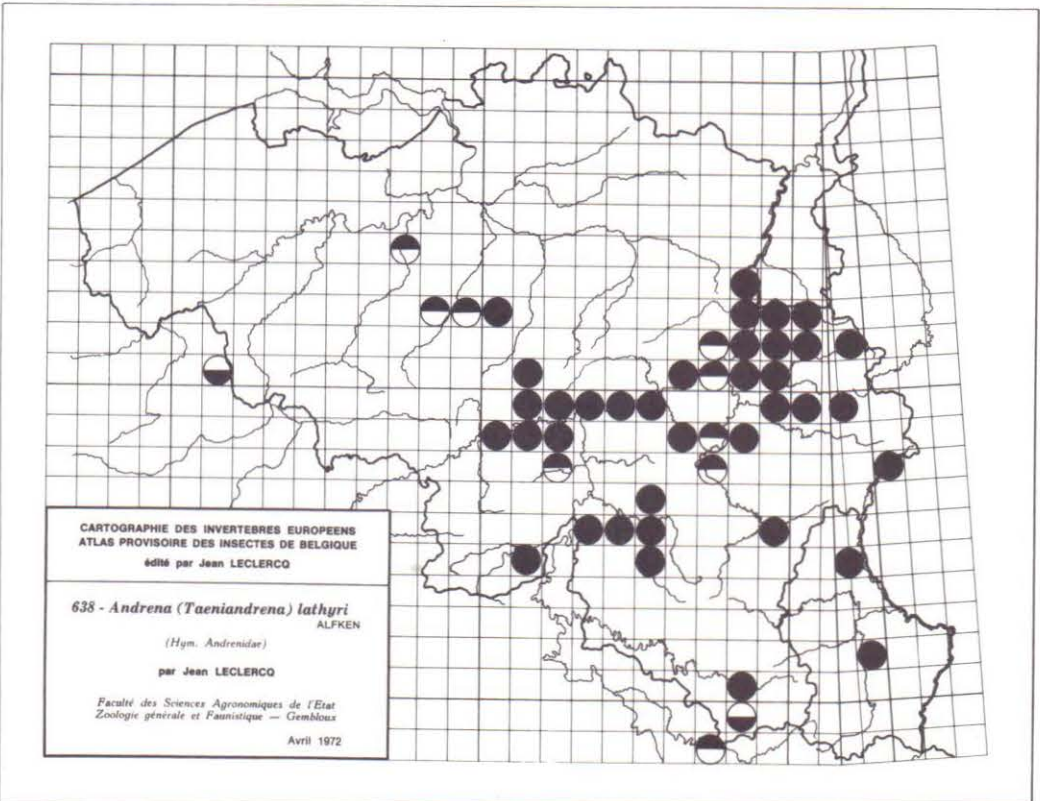 CARTOGRAPHIE DES INVERTEBRES EUROPEENS
ATLAS PROVISOIRE DES INSECTES DE BELGIQUE
édité par Jean LECLERCQ
638 - Andrena (Taeniandrena) lathyri
ALFKEN
(Hym. Andrenidae)
par Jean LECLERCQ
Faculté des Sciences Agronomiques de l'Etat
Zoologie générale et Faunistique — Gembloux
Avril 1972